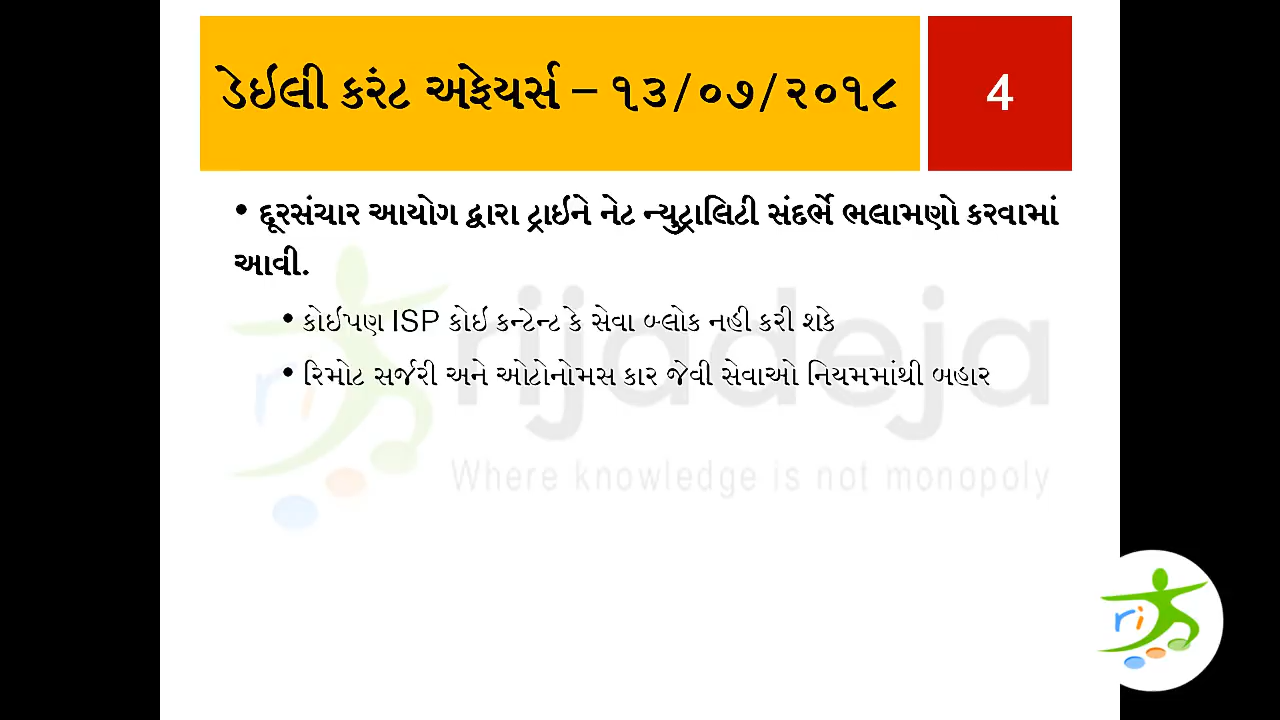 ડેઈલી કરંટ અફેયર્સ – ૧૩/૦૭/૨૦૧૮
4
• દૂરસંચાર આયોગ દ્વારા ટ્રાઈને નેટ ન્યુટ્રાલિટી સંદર્ભે ભલામણો કરવામાં
આવી.
• કોઈપણ ISP કોઈ કન્ટેન્ટ કે સેવા બ્લોક નહી કરી શકે
• રિમોટ સર્જરી અને ઓટોનોમસ કાર જેવી સેવાઓ નિયમમાંથી બહાર
rijadeja
Where knowledge is not monopoly
ri